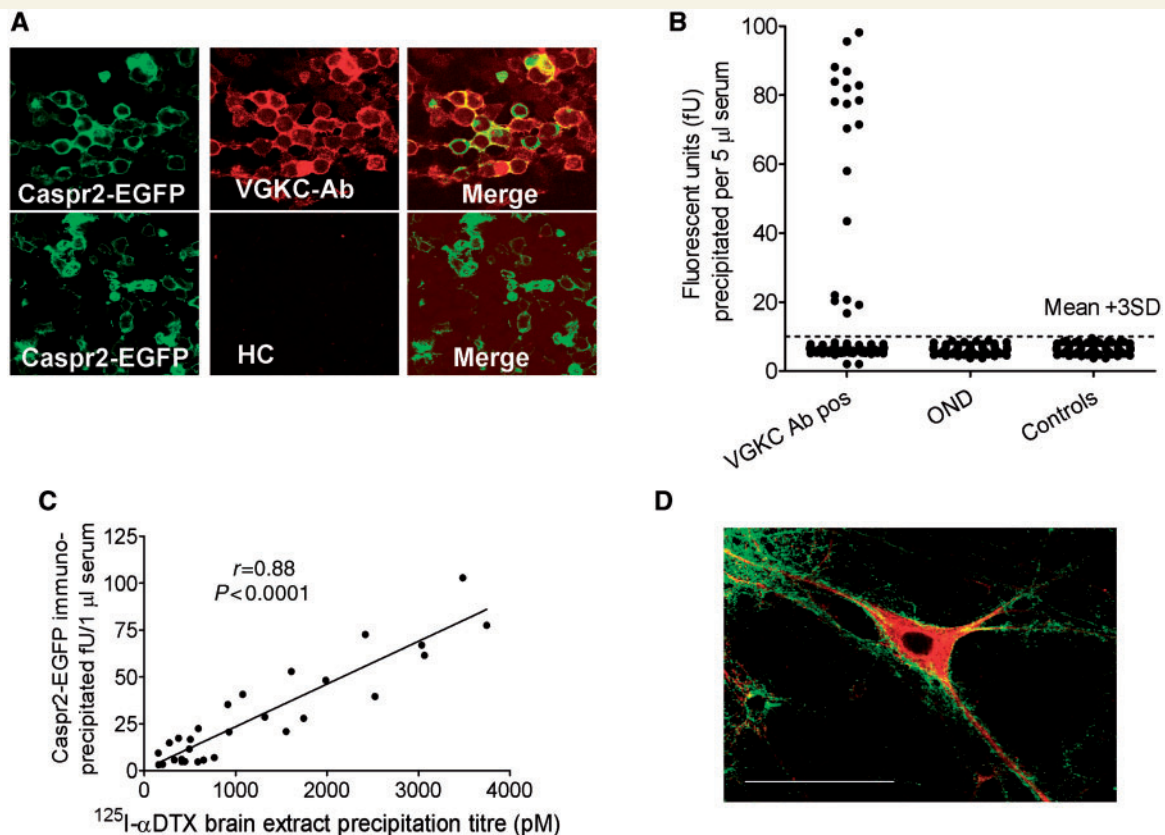 A
Caspr2-EGFP
VGKC-Ab
Merge
Caspr2-EGFP
HC
Merge
B
Fluorescent units (fU)
precipitated per 5 μl serum
100
80
60
40
20
0
Mean +3SD
VGKC Ab pos
OND
Controls
C
Caspr2-EGFP immuno-
precipitated fU/1 μl serum
125
100
75
50
25
0
r=0.88
P<0.0001
0
1000
2000
3000
4000
¹²⁵I-αDTX brain extract precipitation titre (pM)
D